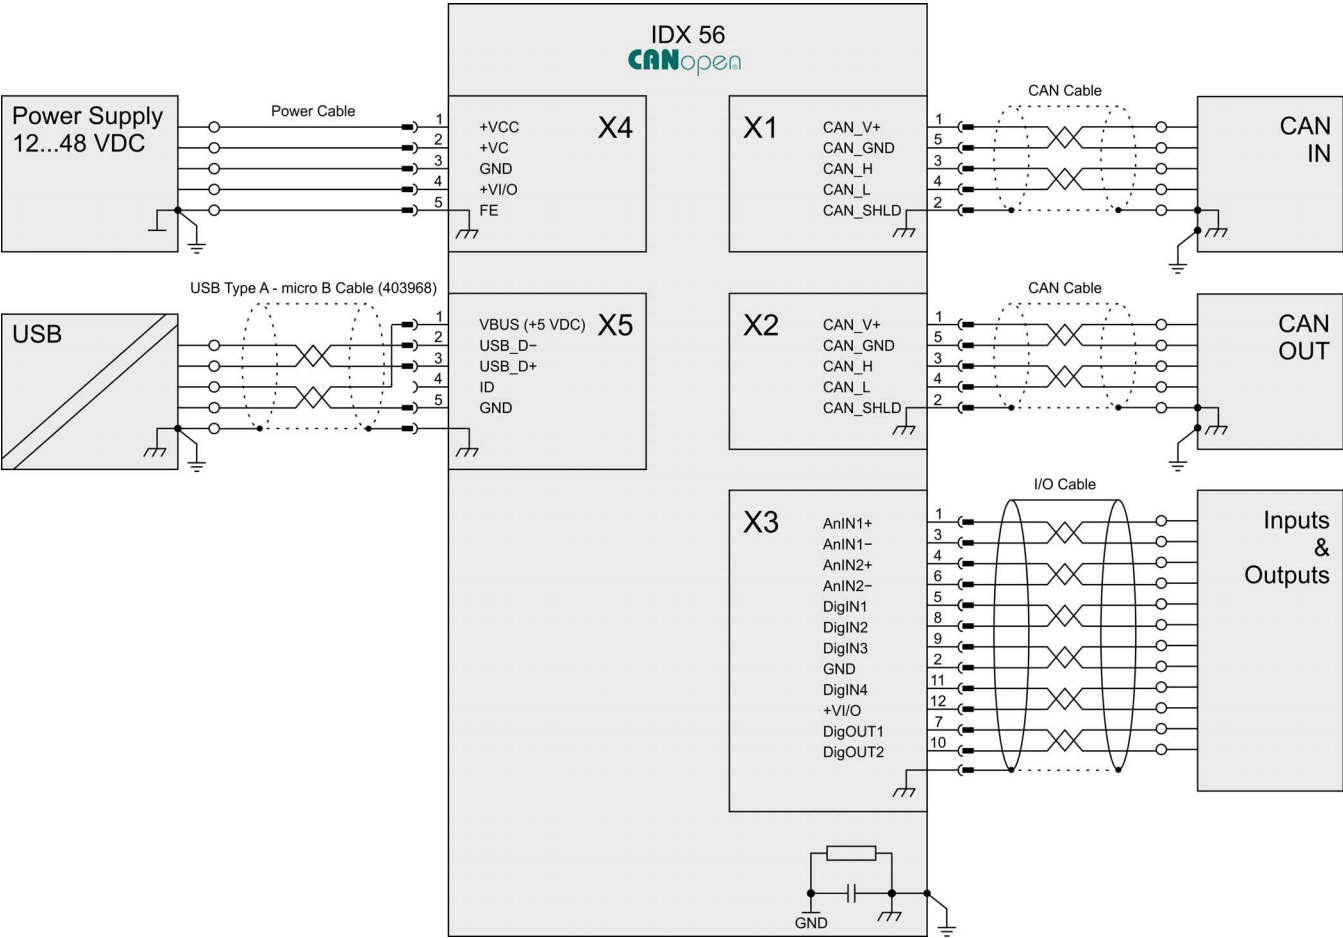 IDX 56
CANopen
Power Supply
12...48 VDC
Power Cable
1
2
3
4
5
+VCC
+VC
GND
+VI/O
FE
X4
X1
CAN_V+
CAN_GND
CAN_H
CAN_L
CAN_SHLD
1
5
3
4
2
CAN Cable
CAN
IN
USB Type A - micro B Cable (403968)
USB
1
2
3
4
5
VBUS (+5 VDC)
USB_D−
USB_D+
ID
GND
X5
X2
CAN_V+
CAN_GND
CAN_H
CAN_L
CAN_SHLD
1
5
3
4
2
CAN Cable
CAN
OUT
X3
AnIN1+
AnIN1−
AnIN2+
AnIN2−
DigIN1
DigIN2
DigIN3
GND
DigIN4
+VI/O
DigOUT1
DigOUT2
1
3
4
6
5
8
9
2
11
12
7
10
I/O Cable
Inputs
&
Outputs
GND